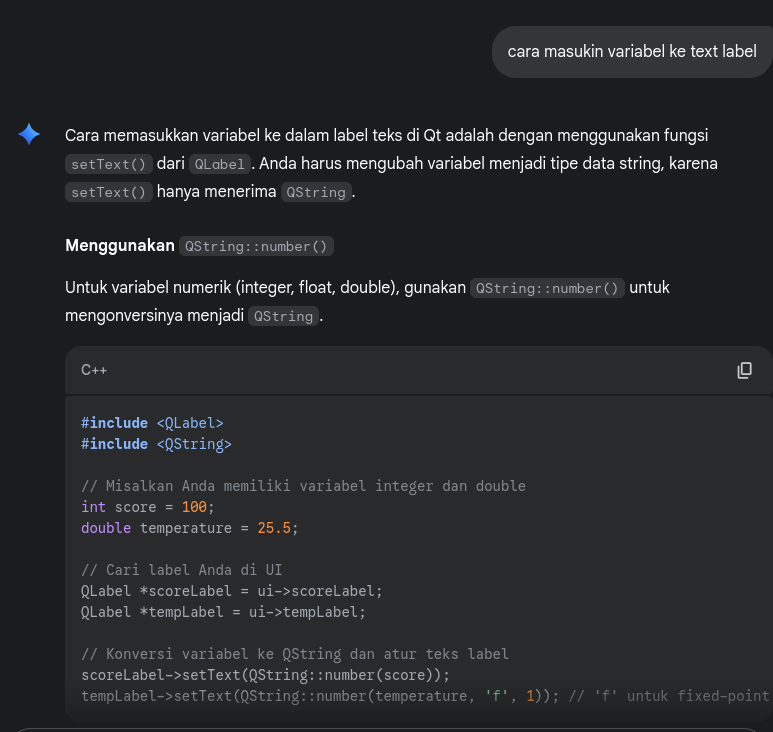 cara masukin variabel ke text label
Cara memasukkan variabel ke dalam label teks di Qt adalah dengan menggunakan fungsi
setText() dari QLabel. Anda harus mengubah variabel menjadi tipe data string, karena
setText() hanya menerima QString.
Menggunakan QString::number()
Untuk variabel numerik (integer, float, double), gunakan QString::number() untuk
mengonversinya menjadi QString.
C++
#include <QLabel>
#include <QString>
// Misalkan Anda memiliki variabel integer dan double
int score = 100;
double temperature = 25.5;
// Cari label Anda di UI
QLabel *scoreLabel = ui->scoreLabel;
QLabel *tempLabel = ui->tempLabel;
// Konversi variabel ke QString dan atur teks label
scoreLabel->setText(QString::number(score));
tempLabel->setText(QString::number(temperature, 'f', 1)); // 'f' untuk fixed-point